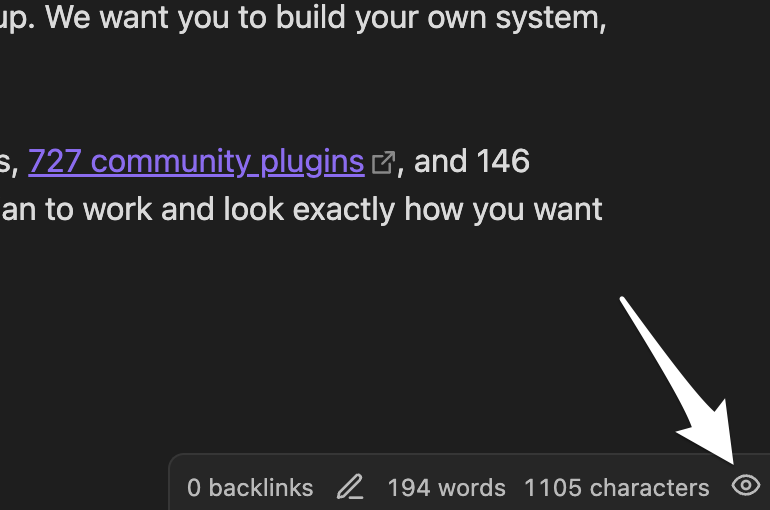 up. We want you to build your own system,
s, 727 community plugins, and 146
an to work and look exactly how you want
0 backlinks 194 words 1105 characters